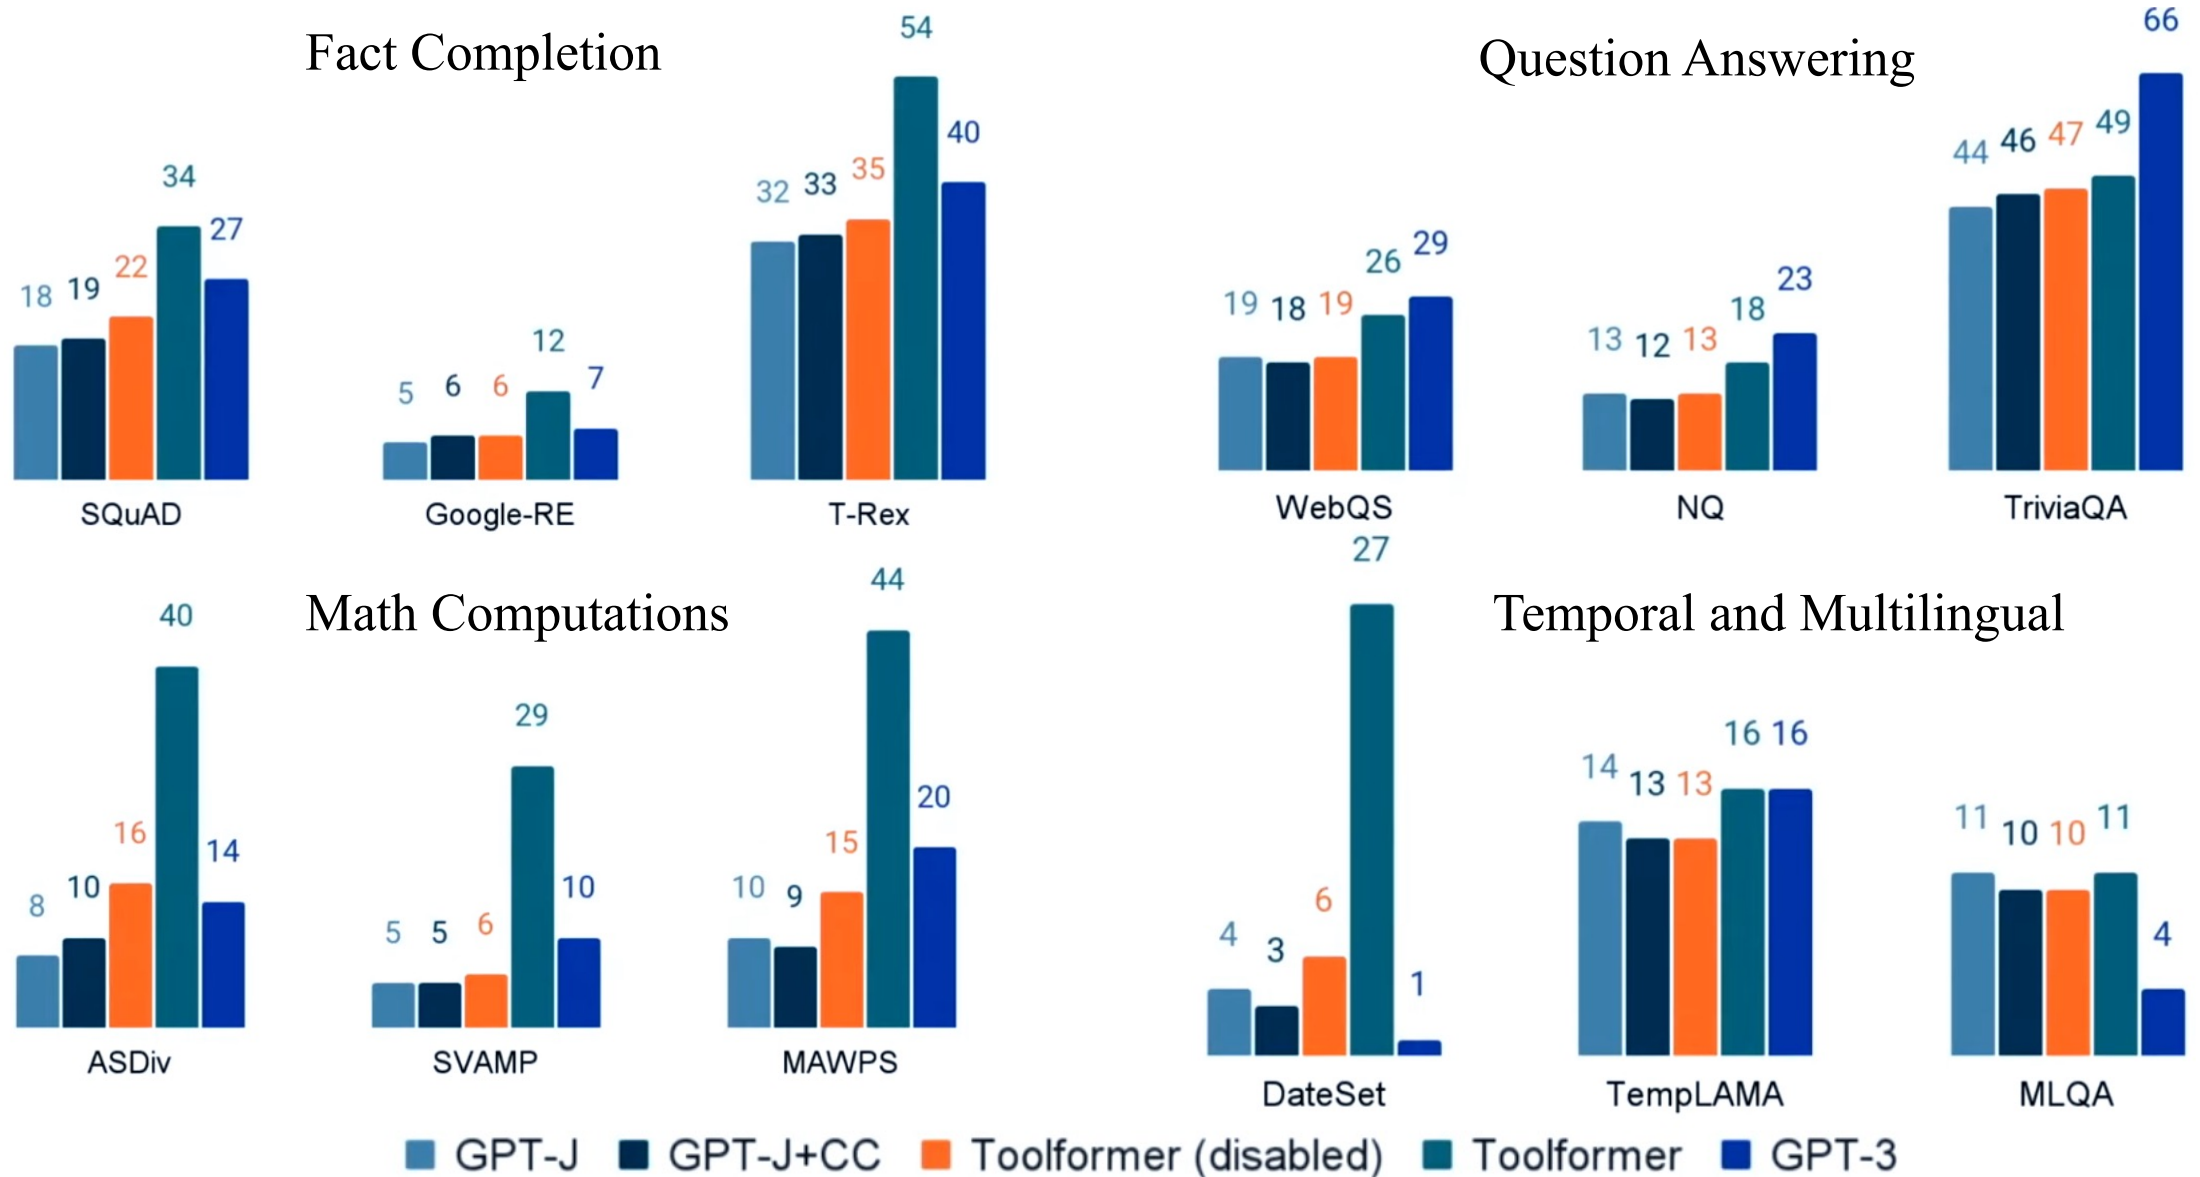 Fact Completion
54
40
32 33 35
34
27
18 19 22
12
5 6 6 7
SQuAD Google-RE T-Rex
Question Answering
66
44 46 47 49
19 18 19 26 29
13 12 13 18 23
WebQS NQ TriviaQA
Math Computations
44
40
29
8 10 16 14
5 5 6 10
10 9 15 20
ASDiv SVAMP MAWPS
Temporal and Multilingual
27
4 3 6 1
14 13 13 16 16
11 10 10 11 4
DateSet TempLAMA MLQA
GPT-J GPT-J+CC Toolformer (disabled) Toolformer GPT-3